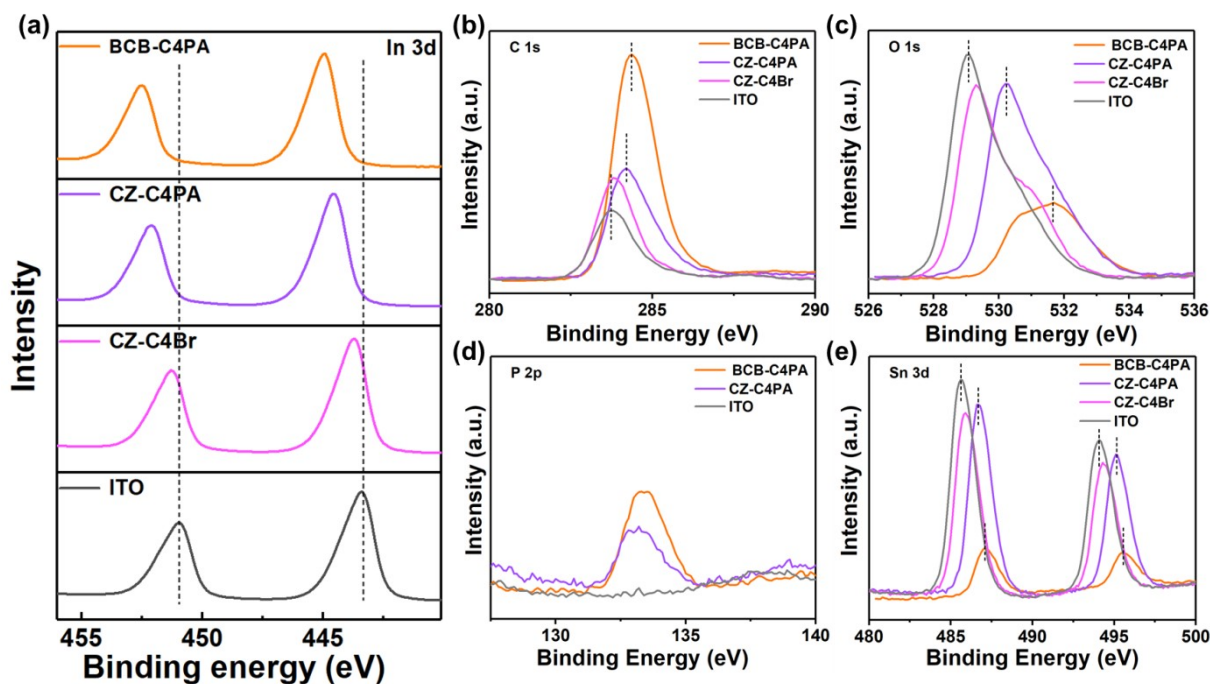 (a)
In 3d
BCB-C4PA
CZ-C4PA
CZ-C4Br
ITO
Intensity
455 450 445
Binding energy (eV)
(b)
C 1s
BCB-C4PA
CZ-C4PA
CZ-C4Br
ITO
Intensity (a.u.)
280 285 290
Binding Energy (eV)
(c)
O 1s
BCB-C4PA
CZ-C4PA
CZ-C4Br
ITO
Intensity (a.u.)
526 528 530 532 534 536
Binding Energy (eV)
(d)
P 2p
BCB-C4PA
CZ-C4PA
ITO
Intensity (a.u.)
130 135 140
Binding Energy (eV)
(e)
Sn 3d
BCB-C4PA
CZ-C4PA
CZ-C4Br
ITO
Intensity (a.u.)
480 485 490 495 500
Binding Energy (eV)